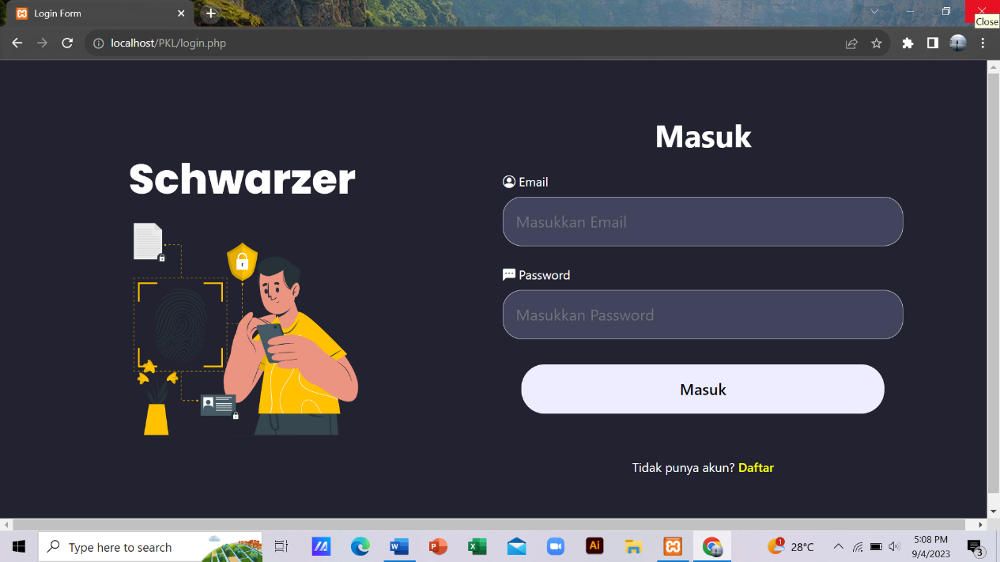 Login Form
Close
localhost/PKL/login.php
Masuk
Schwarzer
Email
Masukkan Email
Password
Masukkan Password
Masuk
Tidak punya akun? Daftar
Type here to search
W
P
X
Ai
1
28°C
5:08 PM
9/4/2023
3